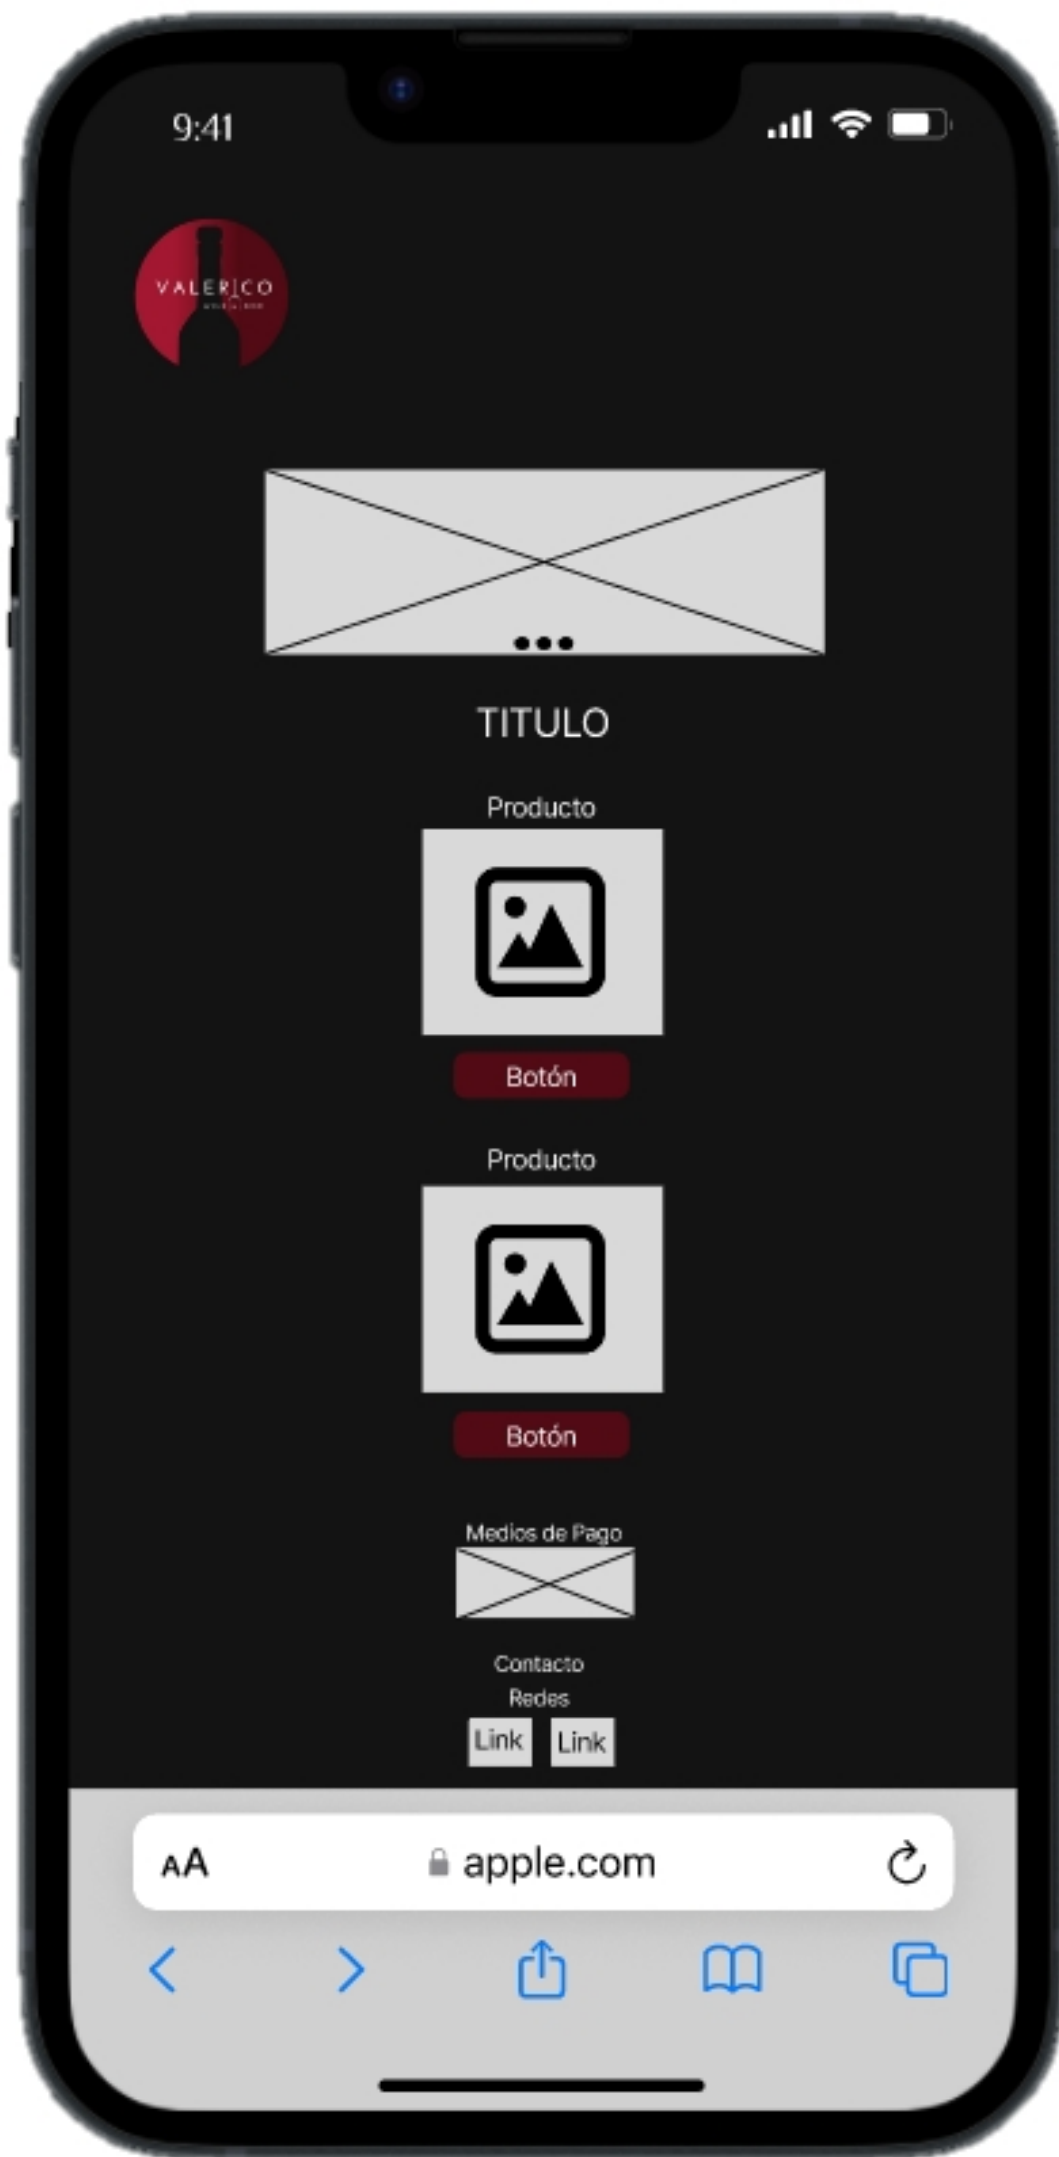 9:41
VALERICO
TITULO
Producto
Botón
Producto
Botón
Medios de Pago
Contacto
Redes
Link Link
AA apple.com